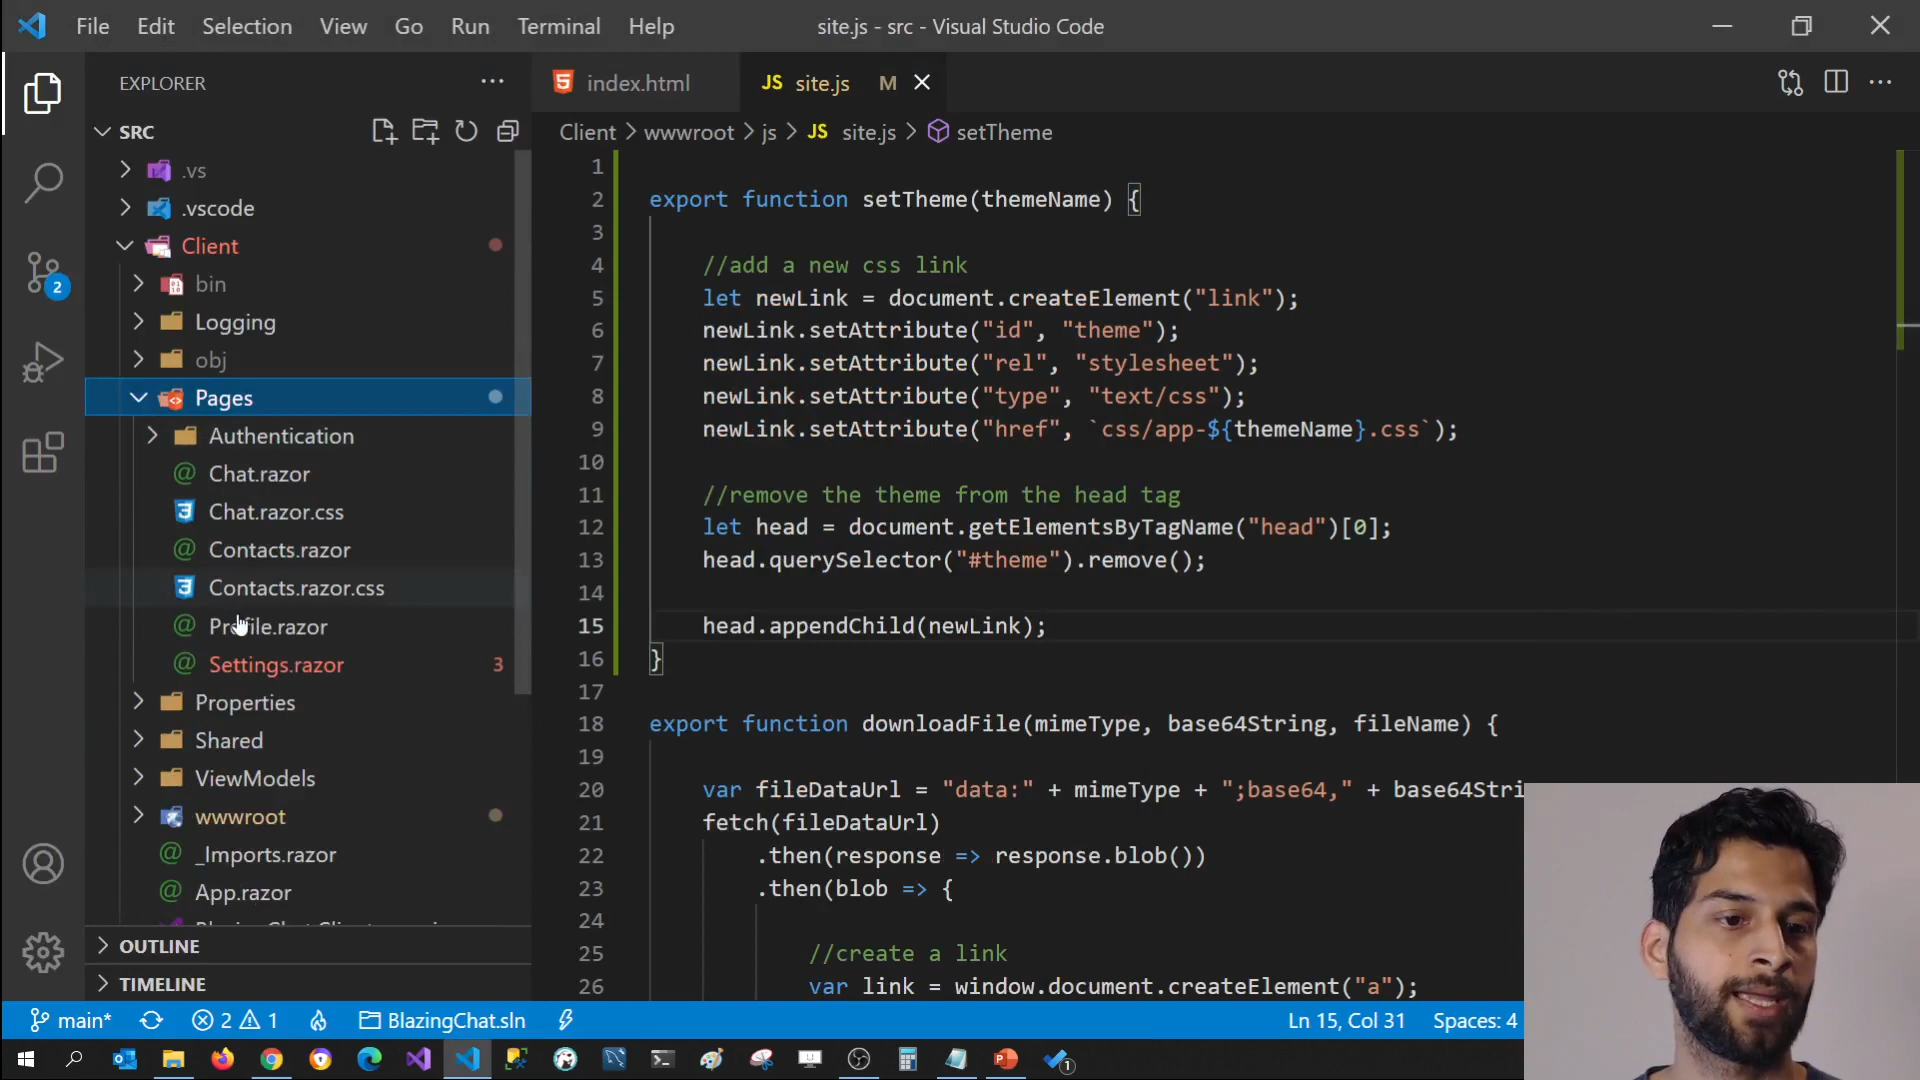 File Edit Selection View Go Run Terminal Help
site.js - src - Visual Studio Code
EXPLORER
SRC
.vs
.vscode
Client
bin
Logging
obj
Pages
Authentication
Chat.razor
Chat.razor.css
Contacts.razor
Contacts.razor.css
Profile.razor
Settings.razor 3
Properties
Shared
ViewModels
wwwroot
_Imports.razor
App.razor
OUTLINE
TIMELINE
2
index.html
JS site.js M
Client > wwwroot > js > JS site.js > setTheme
1
2 export function setTheme(themeName) {
3
4 //add a new css link
5 let newLink = document.createElement("link");
6 newLink.setAttribute("id", "theme");
7 newLink.setAttribute("rel", "stylesheet");
8 newLink.setAttribute("type", "text/css");
9 newLink.setAttribute("href", `css/app-${themeName}.css`);
10
11 //remove the theme from the head tag
12 let head = document.getElementsByTagName("head")[0];
13 head.querySelector("#theme").remove();
14
15 head.appendChild(newLink);
16 }
17
18 export function downloadFile(mimeType, base64String, fileName) {
19
20 var fileDataUrl = "data:" + mimeType + ";base64," + base64Stri
21 fetch(fileDataUrl)
22 .then(response => response.blob())
23 .then(blob => {
24
25 //create a link
26 var link = window.document.createElement("a");
main* 2 1 BlazingChat.sln Ln 15, Col 31 Spaces: 4
1